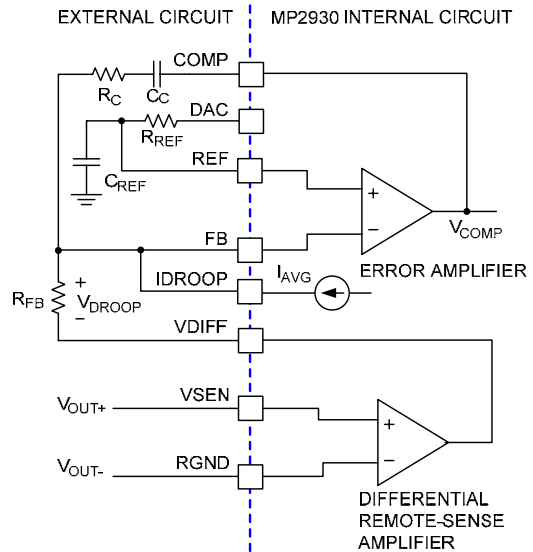 EXTERNAL CIRCUIT
MP2930 INTERNAL CIRCUIT
COMP
RC
CC
DAC
RREF
REF
CREF
+
−
VCOMP
FB
ERROR AMPLIFIER
IDROOP
IAVG
RFB
+
VDROOP
−
VDIFF
VSEN
VOUT+
+
VOUT-
RGND
−
DIFFERENTIAL
REMOTE-SENSE
AMPLIFIER